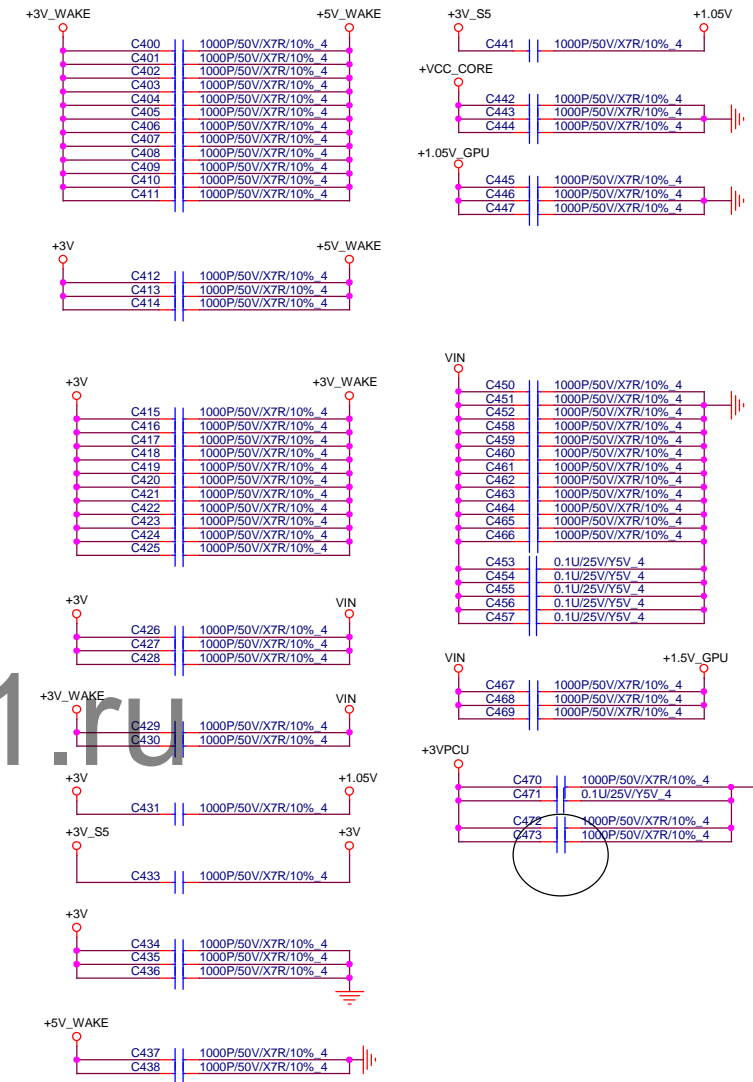 +3V_WAKE +5V_WAKE
C400 1000P/50V/X7R/10%_4
C401 1000P/50V/X7R/10%_4
C402 1000P/50V/X7R/10%_4
C403 1000P/50V/X7R/10%_4
C404 1000P/50V/X7R/10%_4
C405 1000P/50V/X7R/10%_4
C406 1000P/50V/X7R/10%_4
C407 1000P/50V/X7R/10%_4
C408 1000P/50V/X7R/10%_4
C409 1000P/50V/X7R/10%_4
C410 1000P/50V/X7R/10%_4
C411 1000P/50V/X7R/10%_4
+3V +5V_WAKE
C412 1000P/50V/X7R/10%_4
C413 1000P/50V/X7R/10%_4
C414 1000P/50V/X7R/10%_4
+3V +3V_WAKE
C415 1000P/50V/X7R/10%_4
C416 1000P/50V/X7R/10%_4
C417 1000P/50V/X7R/10%_4
C418 1000P/50V/X7R/10%_4
C419 1000P/50V/X7R/10%_4
C420 1000P/50V/X7R/10%_4
C421 1000P/50V/X7R/10%_4
C422 1000P/50V/X7R/10%_4
C423 1000P/50V/X7R/10%_4
C424 1000P/50V/X7R/10%_4
C425 1000P/50V/X7R/10%_4
+3V VIN
C426 1000P/50V/X7R/10%_4
C427 1000P/50V/X7R/10%_4
C428 1000P/50V/X7R/10%_4
+3V_WAKE VIN
C429 1000P/50V/X7R/10%_4
C430 1000P/50V/X7R/10%_4
1.ru
+3V +1.05V
C431 1000P/50V/X7R/10%_4
+3V_S5 +3V
C433 1000P/50V/X7R/10%_4
+3V
C434 1000P/50V/X7R/10%_4
C435 1000P/50V/X7R/10%_4
C436 1000P/50V/X7R/10%_4
+5V_WAKE
C437 1000P/50V/X7R/10%_4
C438 1000P/50V/X7R/10%_4
+3V_S5 +1.05V
C441 1000P/50V/X7R/10%_4
+VCC_CORE
C442 1000P/50V/X7R/10%_4
C443 1000P/50V/X7R/10%_4
C444 1000P/50V/X7R/10%_4
+1.05V_GPU
C445 1000P/50V/X7R/10%_4
C446 1000P/50V/X7R/10%_4
C447 1000P/50V/X7R/10%_4
VIN
C450 1000P/50V/X7R/10%_4
C451 1000P/50V/X7R/10%_4
C452 1000P/50V/X7R/10%_4
C458 1000P/50V/X7R/10%_4
C459 1000P/50V/X7R/10%_4
C460 1000P/50V/X7R/10%_4
C461 1000P/50V/X7R/10%_4
C462 1000P/50V/X7R/10%_4
C463 1000P/50V/X7R/10%_4
C464 1000P/50V/X7R/10%_4
C465 1000P/50V/X7R/10%_4
C466 1000P/50V/X7R/10%_4
C453 0.1U/25V/Y5V_4
C454 0.1U/25V/Y5V_4
C455 0.1U/25V/Y5V_4
C456 0.1U/25V/Y5V_4
C457 0.1U/25V/Y5V_4
VIN +1.5V_GPU
C467 1000P/50V/X7R/10%_4
C468 1000P/50V/X7R/10%_4
C469 1000P/50V/X7R/10%_4
+3VPCU
C470 1000P/50V/X7R/10%_4
C471 0.1U/25V/Y5V_4
C472 1000P/50V/X7R/10%_4
C473 1000P/50V/X7R/10%_4